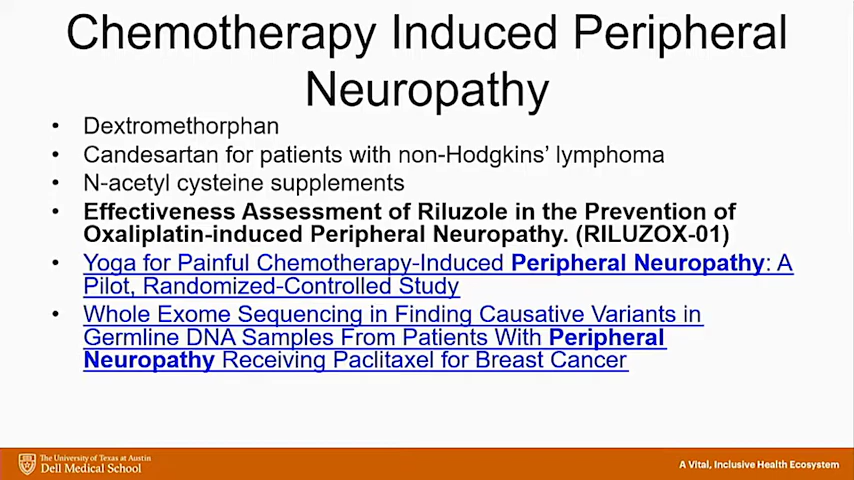 Chemotherapy Induced Peripheral
Neuropathy
• Dextromethorphan
• Candesartan for patients with non-Hodgkins’ lymphoma
• N-acetyl cysteine supplements
• Effectiveness Assessment of Riluzole in the Prevention of
Oxaliplatin-induced Peripheral Neuropathy. (RILUZOX-01)
• Yoga for Painful Chemotherapy-Induced Peripheral Neuropathy: A
Pilot, Randomized-Controlled Study
• Whole Exome Sequencing in Finding Causative Variants in
Germline DNA Samples From Patients With Peripheral
Neuropathy Receiving Paclitaxel for Breast Cancer
The University of Texas at Austin
Dell Medical School
A Vital, Inclusive Health Ecosystem